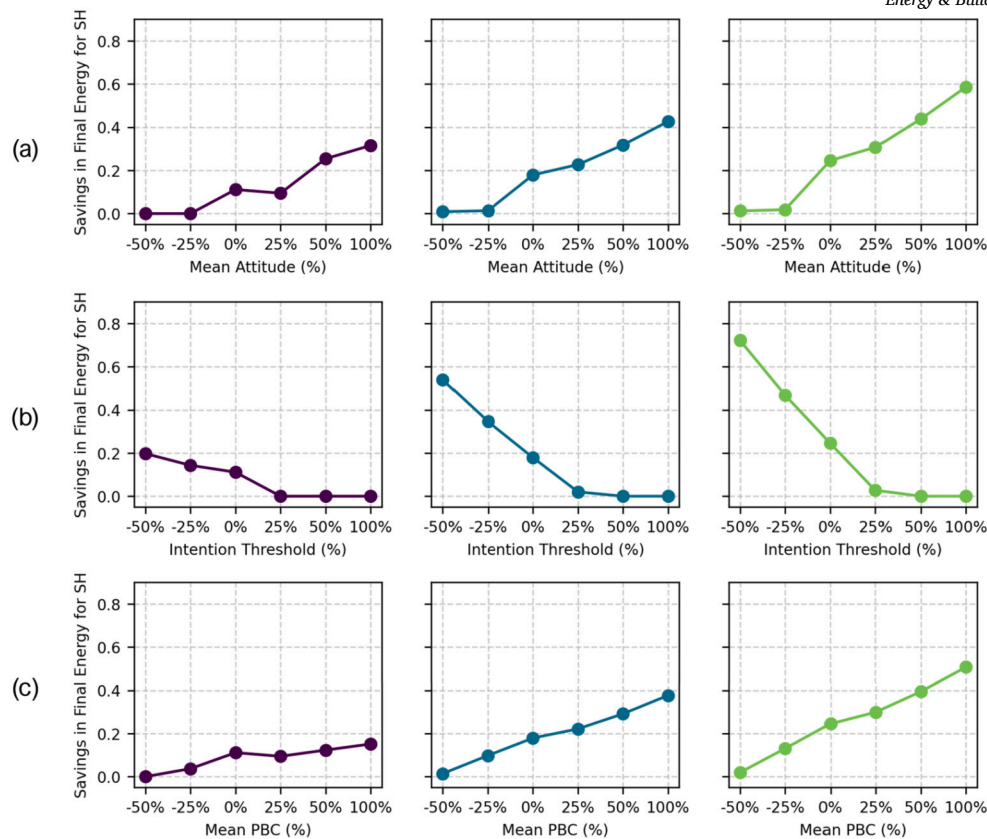 Energy & Buil
(a)
Savings in Final Energy for SH
0.8
0.6
0.4
0.2
0.0
-50% -25% 0% 25% 50% 100%
Mean Attitude (%)
-50% -25% 0% 25% 50% 100%
Mean Attitude (%)
-50% -25% 0% 25% 50% 100%
Mean Attitude (%)
(b)
Savings in Final Energy for SH
0.8
0.6
0.4
0.2
0.0
-50% -25% 0% 25% 50% 100%
Intention Threshold (%)
-50% -25% 0% 25% 50% 100%
Intention Threshold (%)
-50% -25% 0% 25% 50% 100%
Intention Threshold (%)
(c)
Savings in Final Energy for SH
0.8
0.6
0.4
0.2
0.0
-50% -25% 0% 25% 50% 100%
Mean PBC (%)
-50% -25% 0% 25% 50% 100%
Mean PBC (%)
-50% -25% 0% 25% 50% 100%
Mean PBC (%)